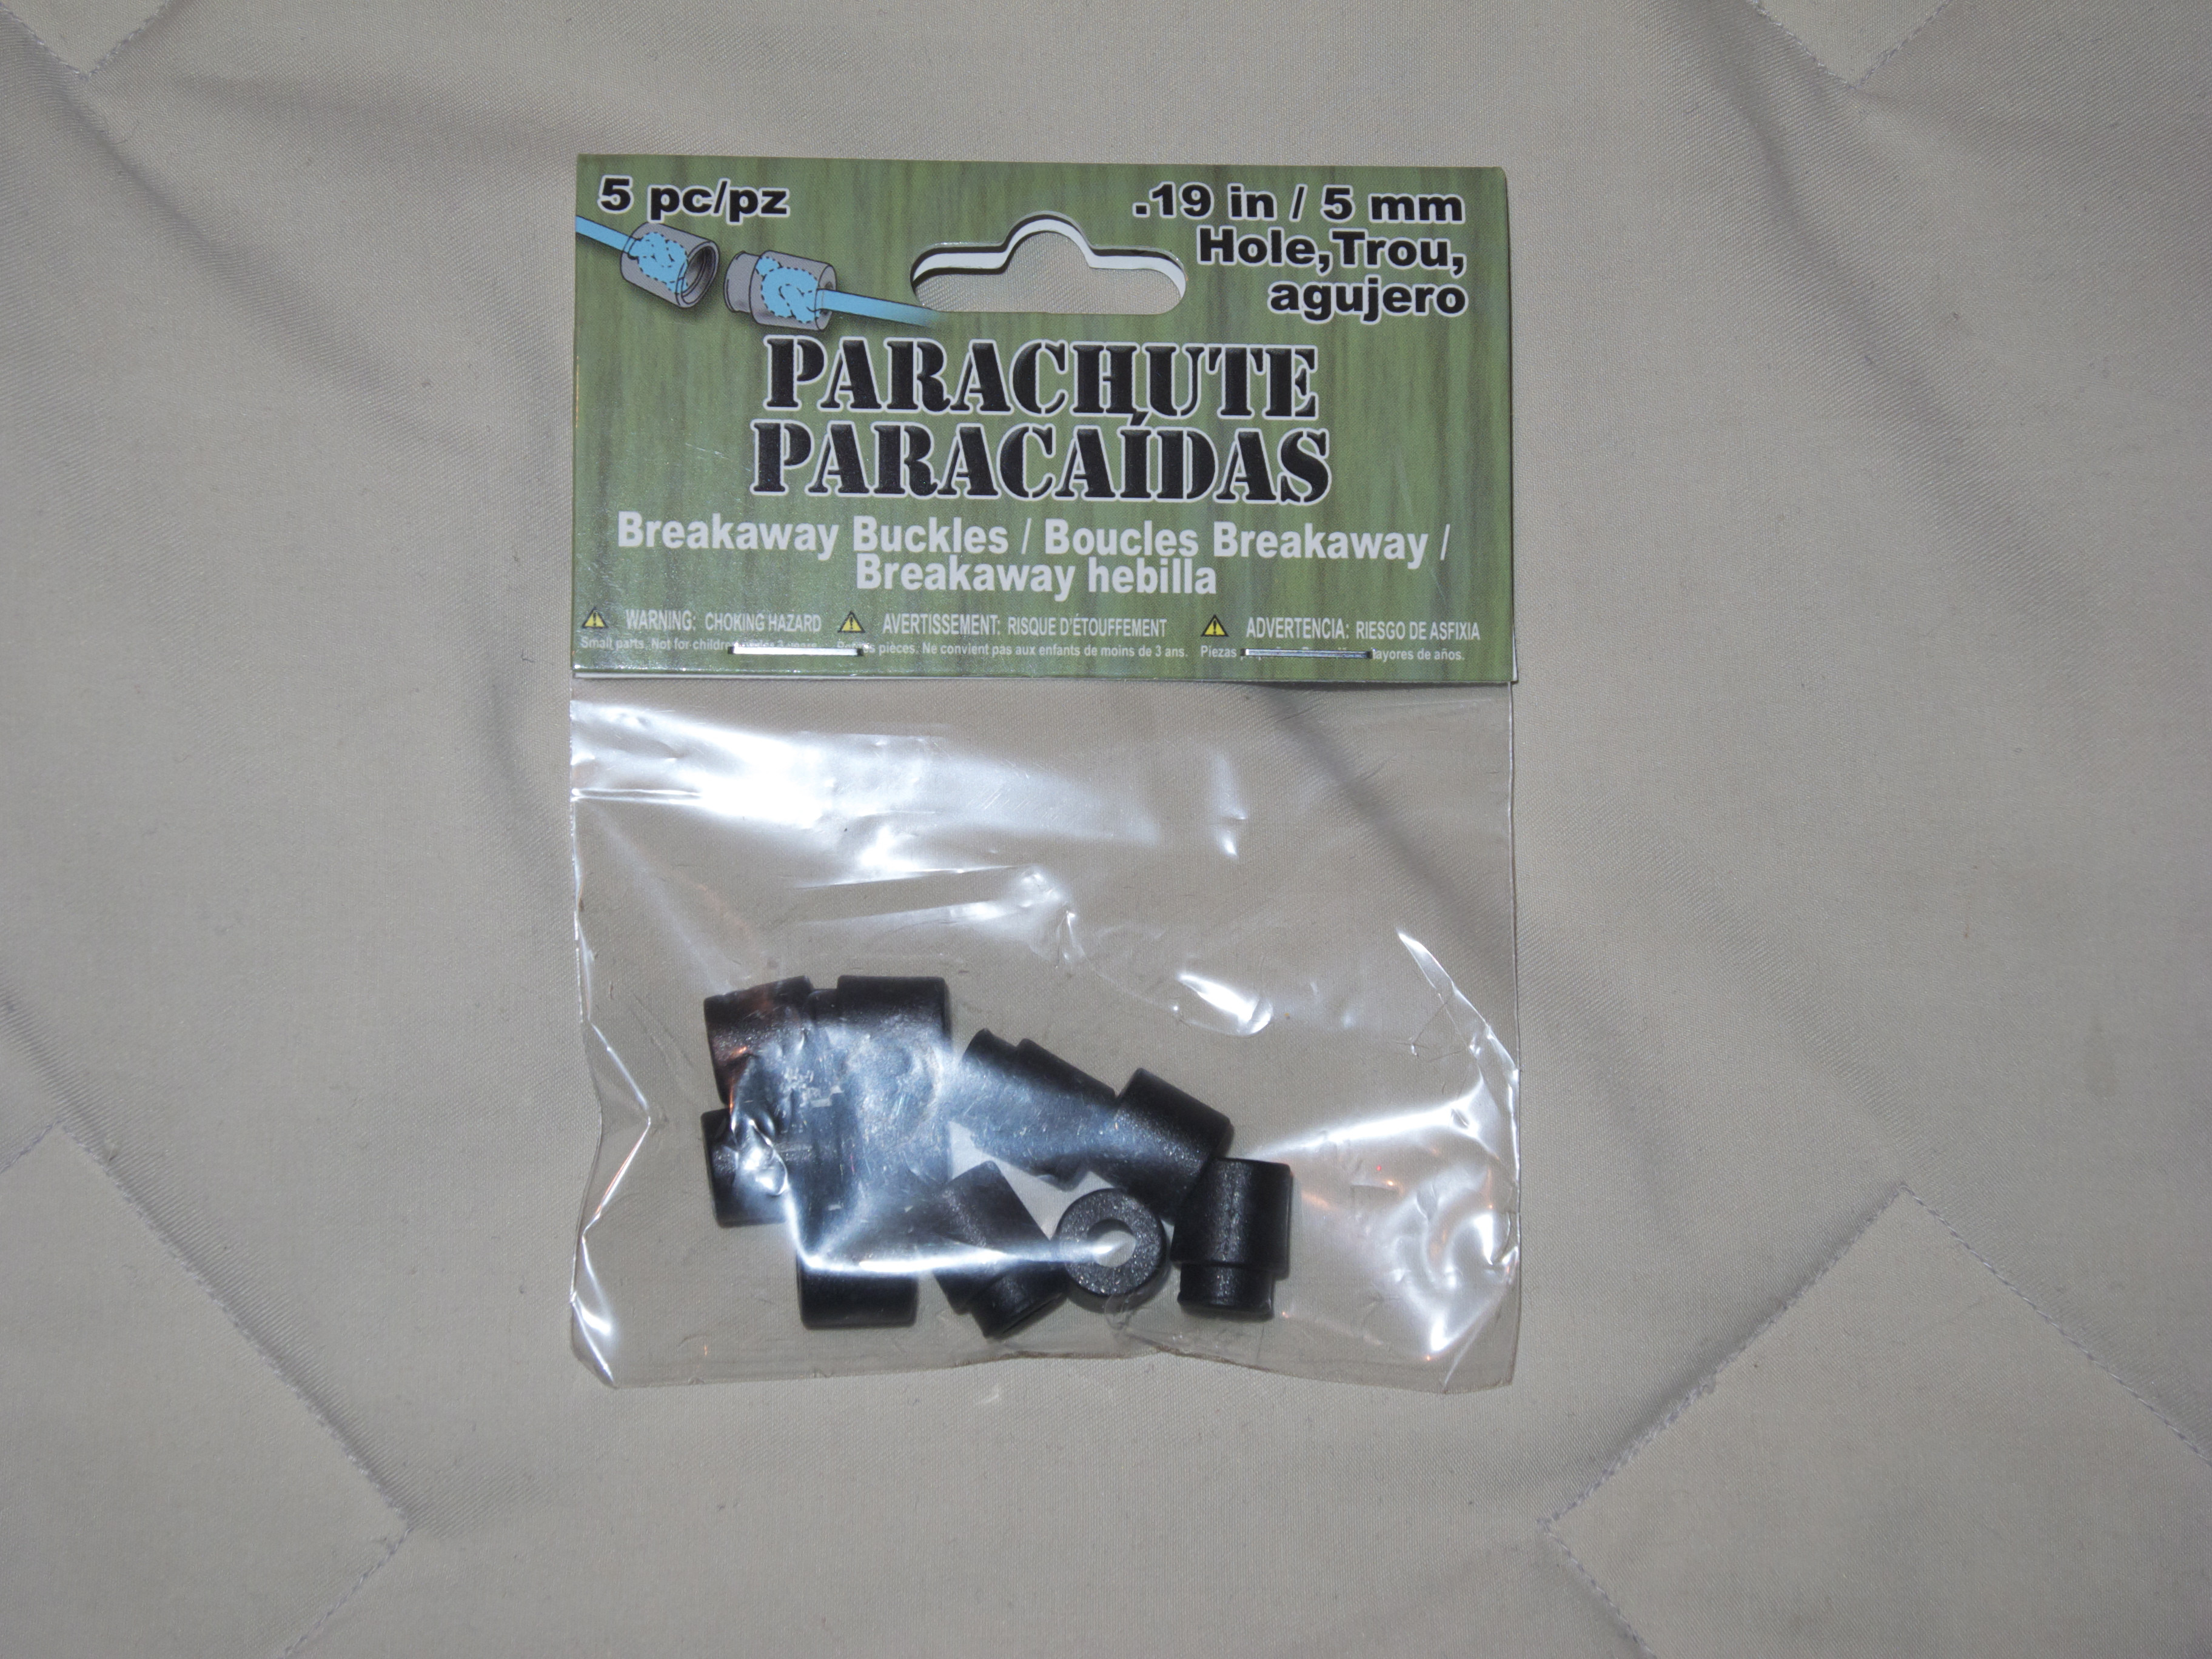 5 pc/pz
.19 in / 5 mm
Hole,Trou,
agujero
PARACHUTE
PARACAÍDAS
Breakaway Buckles / Boucles Breakaway /
Breakaway hebilla
WARNING: CHOKING HAZARD
Small parts. Not for
AVERTISSEMENT: RISQUE D'ÉTOUFFEMENT
pièces. Ne convient pas aux enfants de moins de 3 ans.
ADVERTENCIA: RIESGO DE ASFIXIA
Piezas de años.